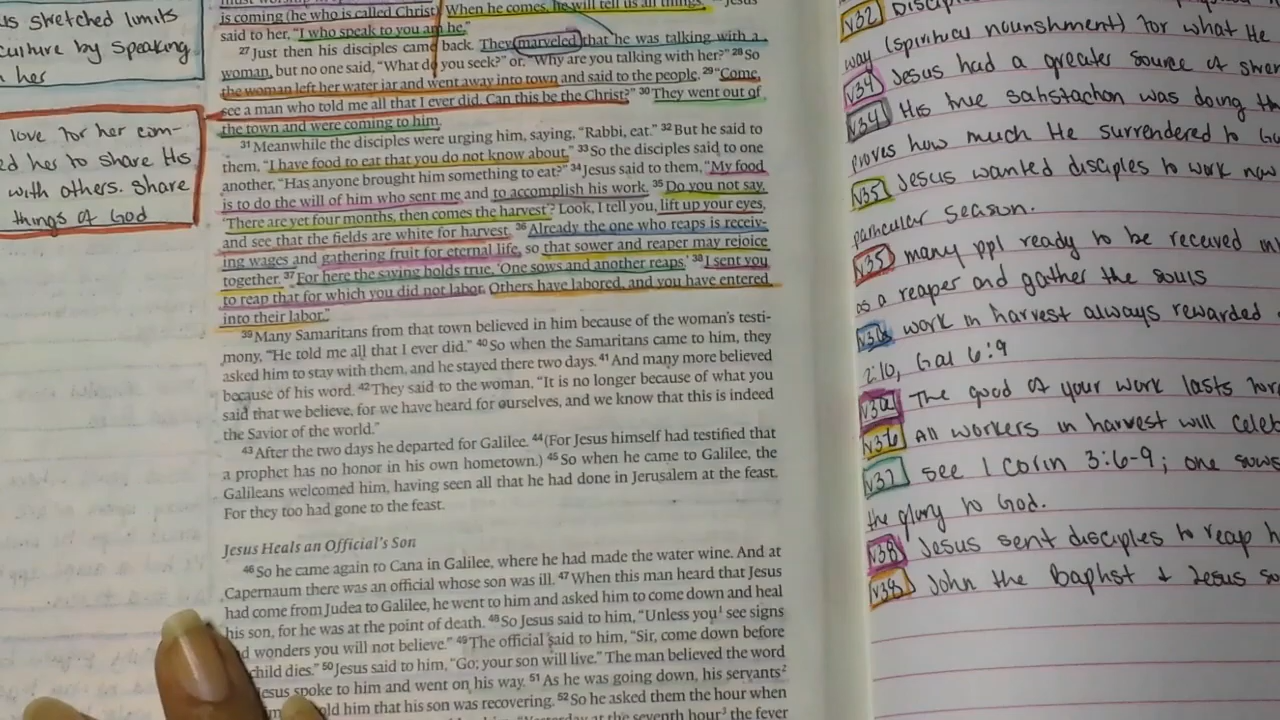 us stretched limits
culture by speaking
her
love for her com-
ed her to share His
with others. Share
things of God
is coming (he who is called Christ When he comes, he will tell us all things." Jesus
said to her, "I who speak to you am he."
27 Just then his disciples came back. They marveled that he was talking with a
woman, but no one said, "What do you seek?" or, "Why are you talking with her?" 28 So
the woman left her water jar and went away into town and said to the people, 29 "Come,
see a man who told me all that I ever did. Can this be the Christ?" 30 They went out of
the town and were coming to him.
31 Meanwhile the disciples were urging him, saying, "Rabbi, eat." 32 But he said to
them, "I have food to eat that you do not know about." 33 So the disciples said to one
another, "Has anyone brought him something to eat?" 34 Jesus said to them, "My food
is to do the will of him who sent me and to accomplish his work. 35 Do you not say,
'There are yet four months, then comes the harvest'? Look, I tell you, lift up your eyes,
and see that the fields are white for harvest. 36 Already the one who reaps is receiv-
ing wages and gathering fruit for eternal life, so that sower and reaper may rejoice
together. 37 For here the saying holds true, 'One sows and another reaps.' 38 I sent you
to reap that for which you did not labor. Others have labored, and you have entered
into their labor."
39 Many Samaritans from that town believed in him because of the woman's testi-
mony, "He told me all that I ever did." 40 So when the Samaritans came to him, they
asked him to stay with them, and he stayed there two days. 41 And many more believed
because of his word. 42 They said to the woman, "It is no longer because of what you
said that we believe, for we have heard for ourselves, and we know that this is indeed
the Savior of the world."
43 After the two days he departed for Galilee. 44 (For Jesus himself had testified that
a prophet has no honor in his own hometown.) 45 So when he came to Galilee, the
Galileans welcomed him, having seen all that he had done in Jerusalem at the feast.
For they too had gone to the feast.
Jesus Heals an Official's Son
46 So he came again to Cana in Galilee, where he had made the water wine. And at
Capernaum there was an official whose son was ill. 47 When this man heard that Jesus
had come from Judea to Galilee, he went to him and asked him to come down and heal
his son, for he was at the point of death. 48 So Jesus said to him, "Unless you1 see signs
wonders you will not believe." 49 The official said to him, "Sir, come down before
child dies." 50 Jesus said to him, "Go; your son will live." The man believed the word
Jesus spoke to him and went on his way. 51 As he was going down, his servants2
told him that his son was recovering. 52 So he asked them the hour when
"Yesterday at the seventh hour3 the fever
v32
way (spiritual nourishment) for what He
v34 Jesus had a greater source of
v34 His true satisfaction was doing
proves how much He surrendered to
v35 Jesus wanted disciples to work now
particular season.
v35 many ppl ready to be received
as a reaper and gather the souls
v36 work in harvest always rewarded
2:10, Gal 6:9
The good of your work lasts
v36 All workers in harvest will
v37 see 1 Corin 3:6-9; one sows
the glory to God.
v38 Jesus sent disciples to reap
v38 John the Baptist + Jesus